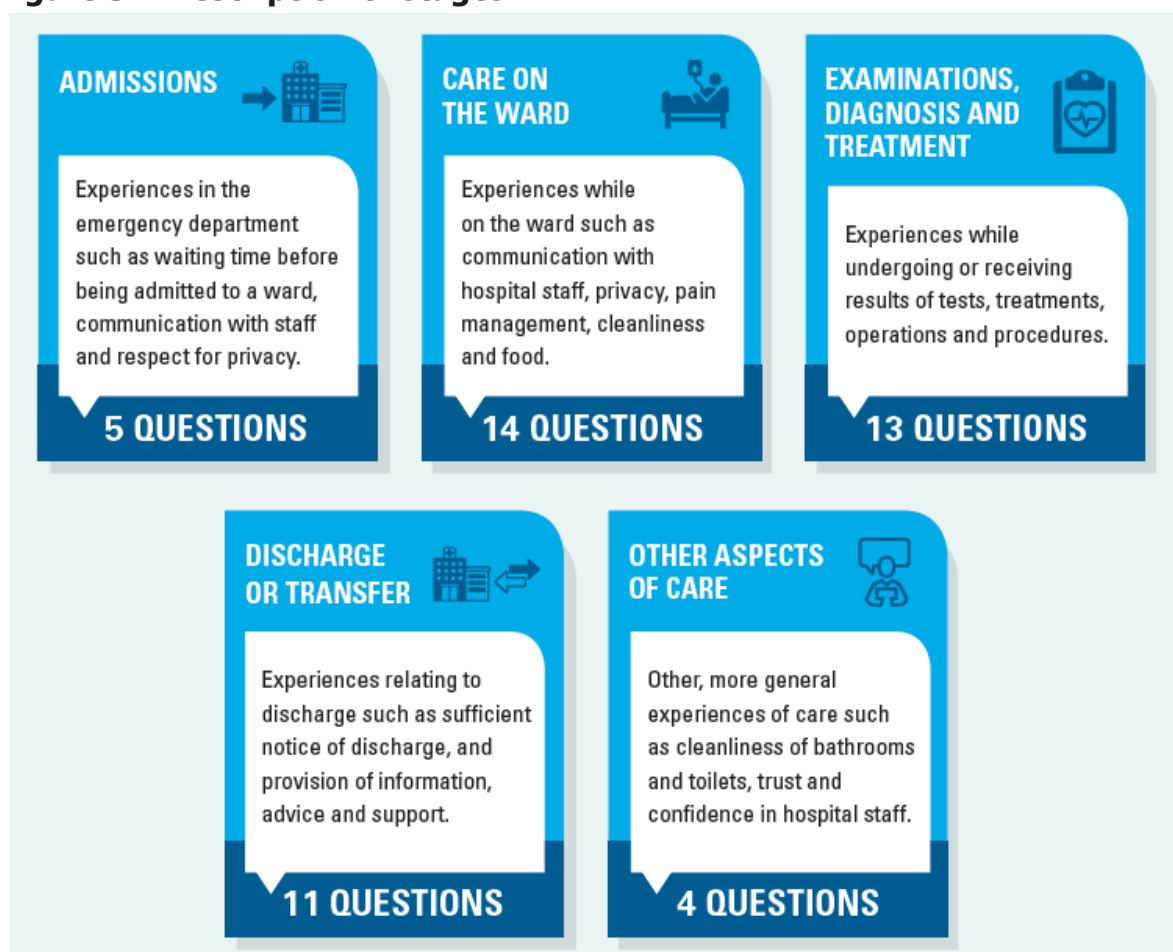 ADMISSIONS
Experiences in the
emergency department
such as waiting time before
being admitted to a ward,
communication with staff
and respect for privacy.
5 QUESTIONS
CARE ON
THE WARD
Experiences while
on the ward such as
communication with
hospital staff, privacy, pain
management, cleanliness
and food.
14 QUESTIONS
EXAMINATIONS,
DIAGNOSIS AND
TREATMENT
Experiences while
undergoing or receiving
results of tests, treatments,
operations and procedures.
13 QUESTIONS
DISCHARGE
OR TRANSFER
Experiences relating to
discharge such as sufficient
notice of discharge, and
provision of information,
advice and support.
11 QUESTIONS
OTHER ASPECTS
OF CARE
Other, more general
experiences of care such
as cleanliness of bathrooms
and toilets, trust and
confidence in hospital staff.
4 QUESTIONS